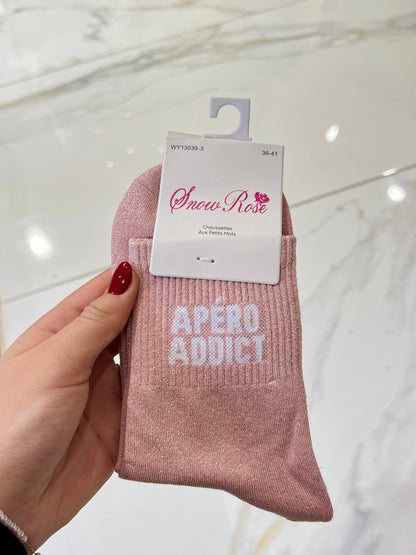 WY13039-3 36-41
Snow Rose
Chaussettes
Aux Petits Mots
APÉRO
ADDICT